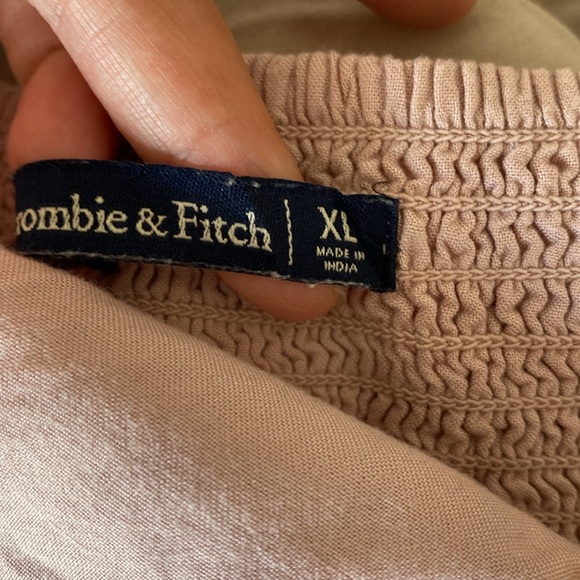 rombie & Fitch
XL
MADE IN
INDIA